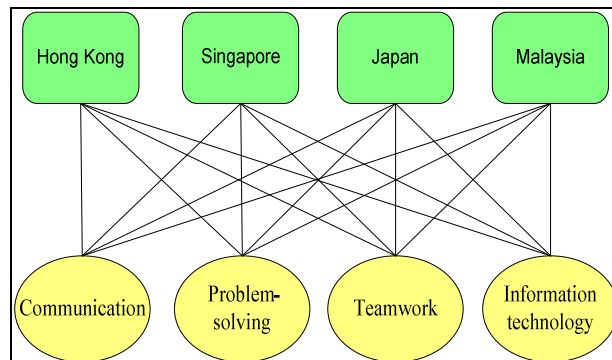 Hong Kong
Singapore
Japan
Malaysia
Communication
Problem-
solving
Teamwork
Information
technology